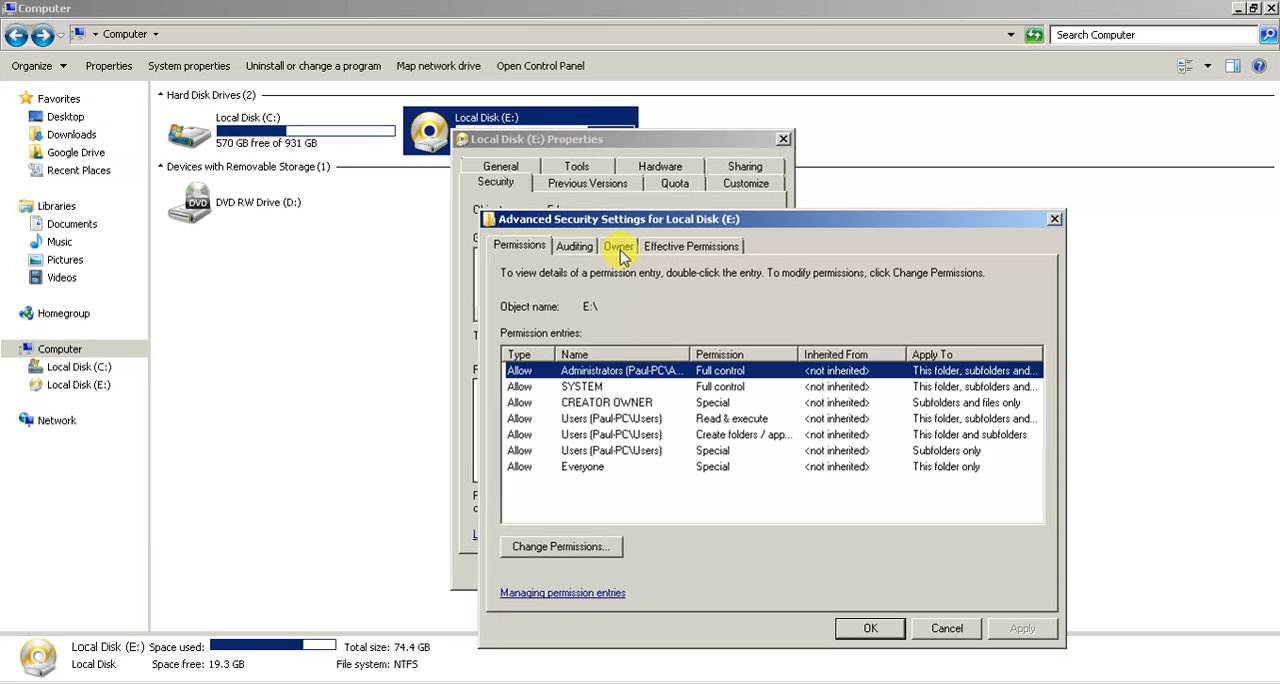 Computer
Computer
Search Computer
Organize Properties System properties Uninstall or change a program Map network drive Open Control Panel
Favorites
Desktop
Downloads
Google Drive
Recent Places
Libraries
Documents
Music
Pictures
Videos
Homegroup
Computer
Local Disk (C:)
Local Disk (E:)
Network
Hard Disk Drives (2)
Local Disk (C:)
570 GB free of 931 GB
Local Disk (E:)
Devices with Removable Storage (1)
DVD
DVD RW Drive (D:)
Local Disk (E:) Properties
General Tools Hardware Sharing
Security Previous Versions Quota Customize
Advanced Security Settings for Local Disk (E:)
Permissions Auditing Owner Effective Permissions
To view details of a permission entry, double-click the entry. To modify permissions, click Change Permissions.
Object name: E:\
Permission entries:
Type Name Permission Inherited From Apply To
Allow Administrators (Paul-PC\A... Full control <not inherited> This folder, subfolders and...
Allow SYSTEM Full control <not inherited> This folder, subfolders and...
Allow CREATOR OWNER Special <not inherited> Subfolders and files only
Allow Users (Paul-PC\Users) Read & execute <not inherited> This folder, subfolders and...
Allow Users (Paul-PC\Users) Create folders / app... <not inherited> This folder and subfolders
Allow Users (Paul-PC\Users) Special <not inherited> Subfolders only
Allow Everyone Special <not inherited> This folder only
Change Permissions...
Managing permission entries
OK Cancel Apply
Local Disk (E:) Space used: Total size: 74.4 GB
Local Disk Space free: 19.3 GB File system: NTFS